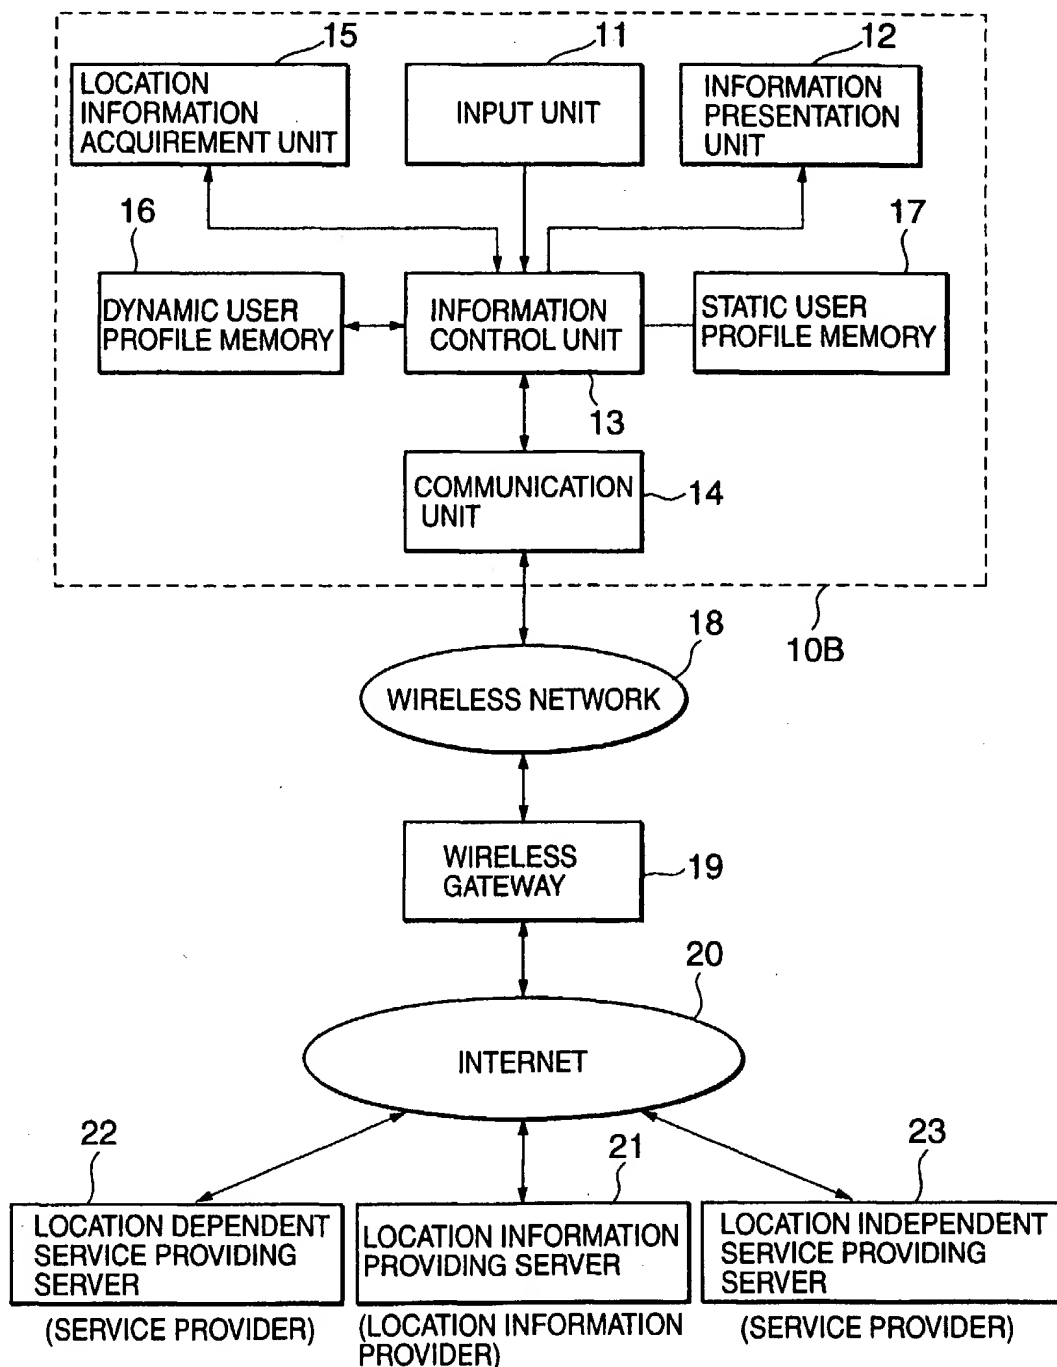 15
11
12
LOCATION
INFORMATION
ACQUIREMENT UNIT
INPUT UNIT
INFORMATION
PRESENTATION
UNIT
16
17
DYNAMIC USER
PROFILE MEMORY
INFORMATION
CONTROL UNIT
STATIC USER
PROFILE MEMORY
13
COMMUNICATION
UNIT
14
10B
18
WIRELESS NETWORK
WIRELESS
GATEWAY
19
20
INTERNET
22
21
23
LOCATION DEPENDENT
SERVICE PROVIDING
SERVER
(SERVICE PROVIDER)
LOCATION INFORMATION
PROVIDING SERVER
(LOCATION INFORMATION
PROVIDER)
LOCATION INDEPENDENT
SERVICE PROVIDING
SERVER
(SERVICE PROVIDER)